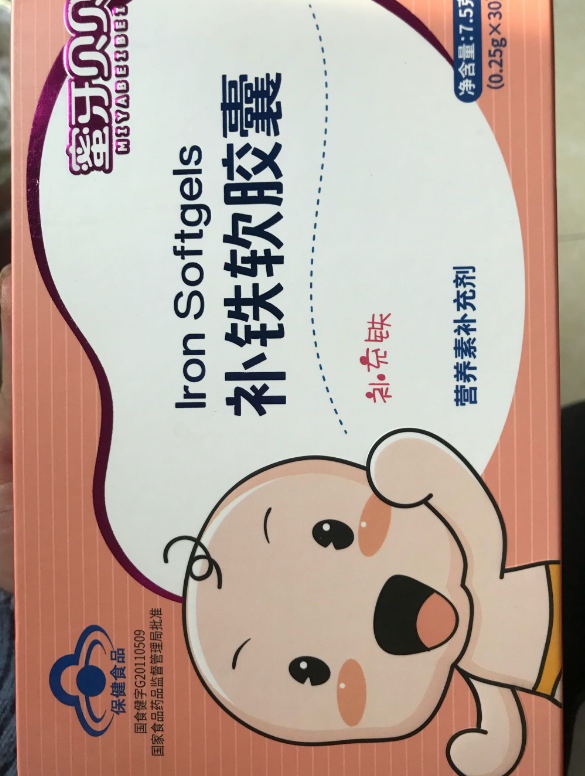 蜜牙贝贝
MIYABEIBEI
Iron Softgels
补铁软胶囊
补充铁
营养素补充剂
净含量:7.5
(0.25g×30
保健食品
国食健字G20110509
国家食品药品监督管理局批准